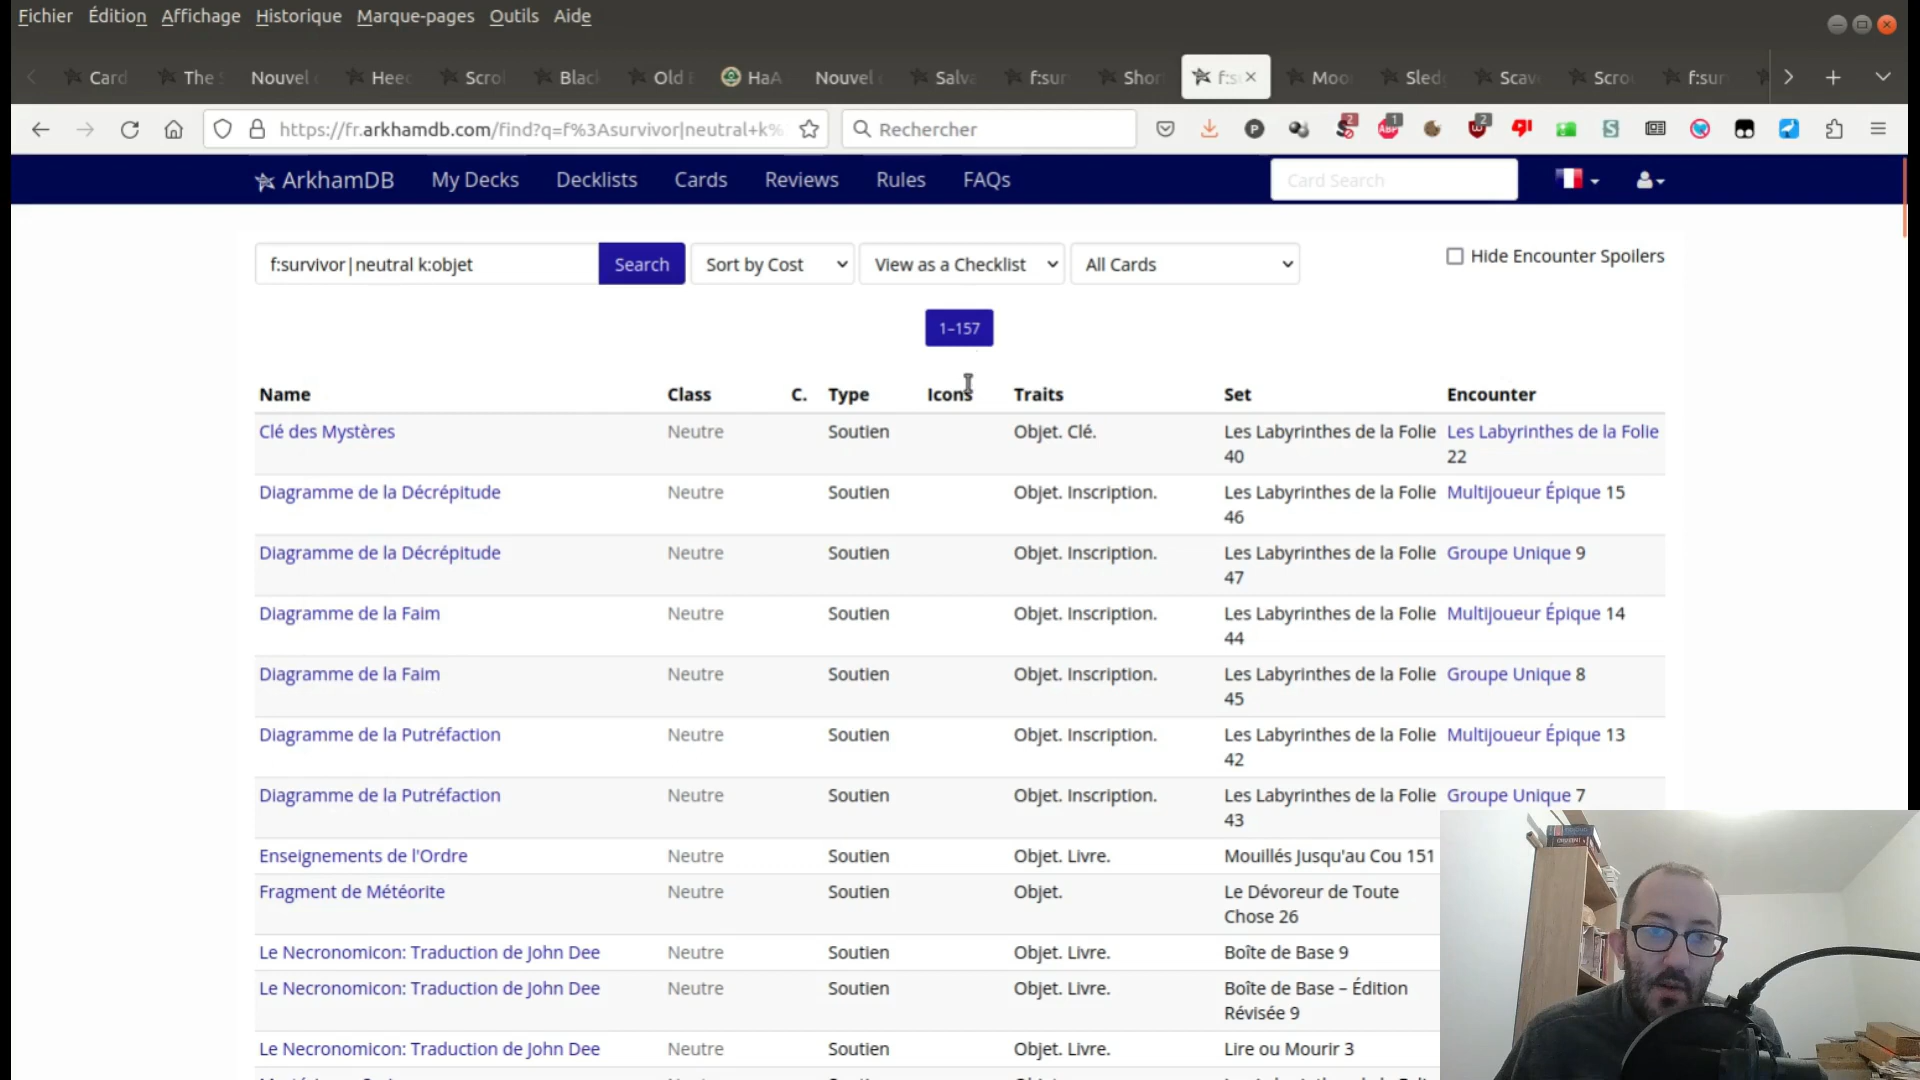 Fichier Édition Affichage Historique Marque-pages Outils Aide
Card The Nouvel Heed Scro Black Old HaA Nouvel Salva f:sur Shor f:s Moo Sled Scav Scro f:sur
https://fr.arkhamdb.com/find?q=f%3Asurvivor|neutral+k% Rechercher
ArkhamDB My Decks Decklists Cards Reviews Rules FAQs Card Search
f:survivor|neutral k:objet Search Sort by Cost View as a Checklist All Cards Hide Encounter Spoilers
1–157
Name Class C. Type Icons Traits Set Encounter
Clé des Mystères Neutre Soutien Objet. Clé. Les Labyrinthes de la Folie Les Labyrinthes de la Folie
40 22
Diagramme de la Décrépitude Neutre Soutien Objet. Inscription. Les Labyrinthes de la Folie Multijoueur Épique 15
46
Diagramme de la Décrépitude Neutre Soutien Objet. Inscription. Les Labyrinthes de la Folie Groupe Unique 9
47
Diagramme de la Faim Neutre Soutien Objet. Inscription. Les Labyrinthes de la Folie Multijoueur Épique 14
44
Diagramme de la Faim Neutre Soutien Objet. Inscription. Les Labyrinthes de la Folie Groupe Unique 8
45
Diagramme de la Putréfaction Neutre Soutien Objet. Inscription. Les Labyrinthes de la Folie Multijoueur Épique 13
42
Diagramme de la Putréfaction Neutre Soutien Objet. Inscription. Les Labyrinthes de la Folie Groupe Unique 7
43
Enseignements de l'Ordre Neutre Soutien Objet. Livre. Mouillés Jusqu'au Cou 151
Fragment de Météorite Neutre Soutien Objet. Le Dévoreur de Toute
Chose 26
Le Necronomicon: Traduction de John Dee Neutre Soutien Objet. Livre. Boîte de Base 9
Le Necronomicon: Traduction de John Dee Neutre Soutien Objet. Livre. Boîte de Base – Édition
Révisée 9
Le Necronomicon: Traduction de John Dee Neutre Soutien Objet. Livre. Lire ou Mourir 3